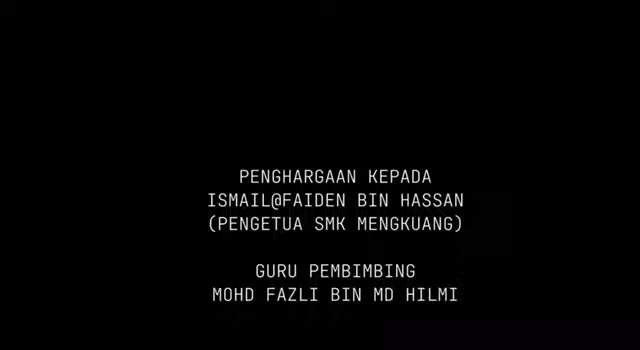 PENGHARGAAN KEPADA
ISMAIL@FAIDEN BIN HASSAN
(PENGETUA SMK MENGKUANG)
GURU PEMBIMBING
MOHD FAZLI BIN MD HILMI